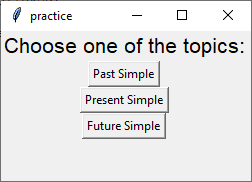 practice
Choose one of the topics:
Past Simple
Present Simple
Future Simple